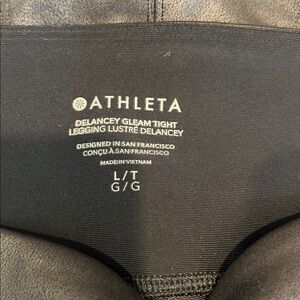 ATHLETA
DELANCEY GLEAM TIGHT
LEGGING LUSTRÉ DELANCEY
DESIGNED IN SAN FRANCISCO
CONÇU À SAN FRANCISCO
MADE IN VIETNAM
L/T
G/G